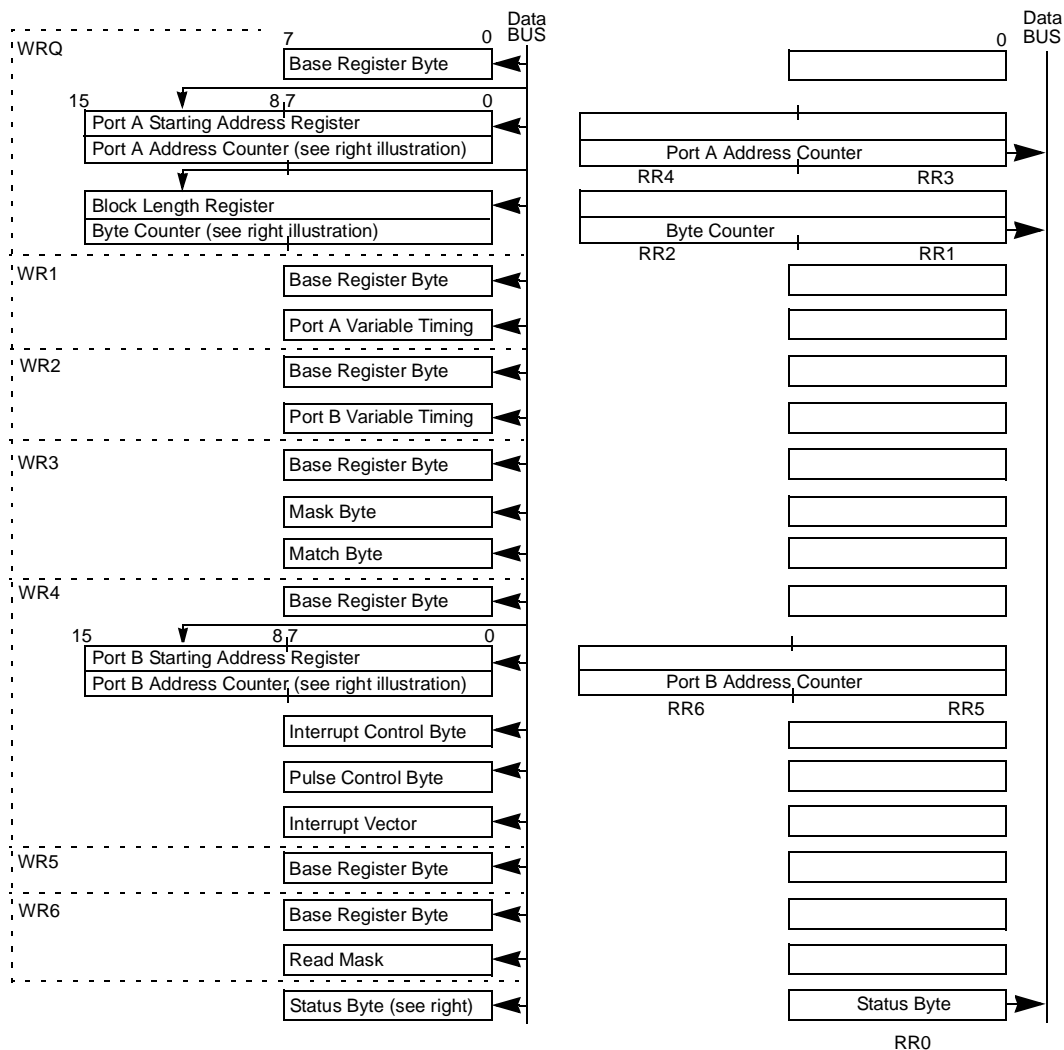 Data
BUS
WRQ
7 0
Base Register Byte
15 8 7 0
Port A Starting Address Register
Port A Address Counter (see right illustration)
Block Length Register
Byte Counter (see right illustration)
WR1
Base Register Byte
Port A Variable Timing
WR2
Base Register Byte
Port B Variable Timing
WR3
Base Register Byte
Mask Byte
Match Byte
WR4
Base Register Byte
15 8 7 0
Port B Starting Address Register
Port B Address Counter (see right illustration)
Interrupt Control Byte
Pulse Control Byte
Interrupt Vector
WR5
Base Register Byte
WR6
Base Register Byte
Read Mask
Status Byte (see right)
Data
BUS
0
Port A Address Counter
RR4 RR3
Byte Counter
RR2 RR1
Port B Address Counter
RR6 RR5
Status Byte
RR0